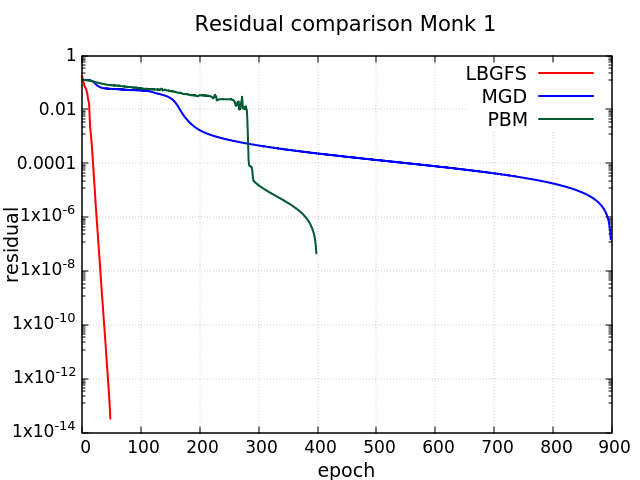 Residual comparison Monk 1
1
0.01
0.0001
1x10-6
1x10-8
1x10-10
1x10-12
1x10-14
residual
LBGFS
MGD
PBM
0 100 200 300 400 500 600 700 800 900
epoch